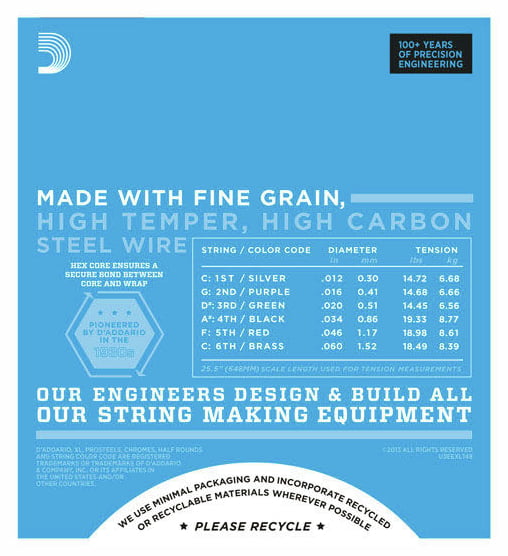 100+ YEARS
OF PRECISION
ENGINEERING
MADE WITH FINE GRAIN,
HIGH TEMPER, HIGH CARBON
STEEL WIRE
HEX CORE ENSURES A
SECURE BOND BETWEEN
CORE AND WRAP
★ ★ ★
PIONEERED
BY D'ADDARIO
IN THE
1930s
STRING / COLOR CODE DIAMETER TENSION
in mm lbs kg
C: 1ST / SILVER .012 0.30 14.72 6.68
G: 2ND / PURPLE .016 0.41 14.68 6.66
D#: 3RD / GREEN .020 0.51 14.45 6.56
A#: 4TH / BLACK .034 0.86 19.33 8.77
F: 5TH / RED .046 1.17 18.98 8.61
C: 6TH / BRASS .060 1.52 18.49 8.39
25.5" (648MM) SCALE LENGTH USED FOR TENSION MEASUREMENTS
OUR ENGINEERS DESIGN & BUILD ALL
OUR STRING MAKING EQUIPMENT
D'ADDARIO, XL, PROSTEELS, CHROMES, HALF ROUNDS
AND STRING COLOR CODE ARE REGISTERED
TRADEMARKS OR TRADEMARKS OF D'ADDARIO
& COMPANY, INC. OR ITS AFFILIATES IN
THE UNITED STATES AND/OR
OTHER COUNTRIES.
©2013 ALL RIGHTS RESERVED
WE USE MINIMAL PACKAGING AND INCORPORATE RECYCLED
OR RECYCLABLE MATERIALS WHEREVER POSSIBLE
★ PLEASE RECYCLE ★